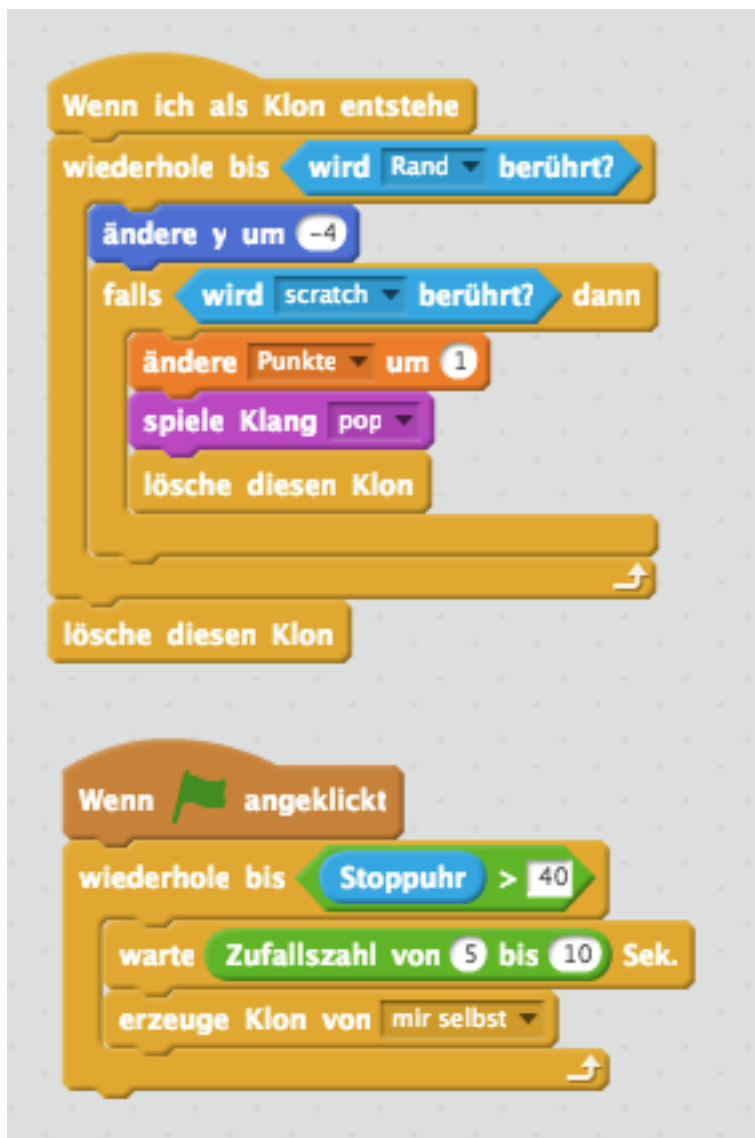 Wenn ich als Klon entstehe
wiederhole bis wird Rand berührt?
ändere y um -4
falls wird scratch berührt? dann
ändere Punkte um 1
spiele Klang pop
lösche diesen Klon
lösche diesen Klon
Wenn angeklickt
wiederhole bis Stoppuhr > 40
warte Zufallszahl von 5 bis 10 Sek.
erzeuge Klon von mir selbst